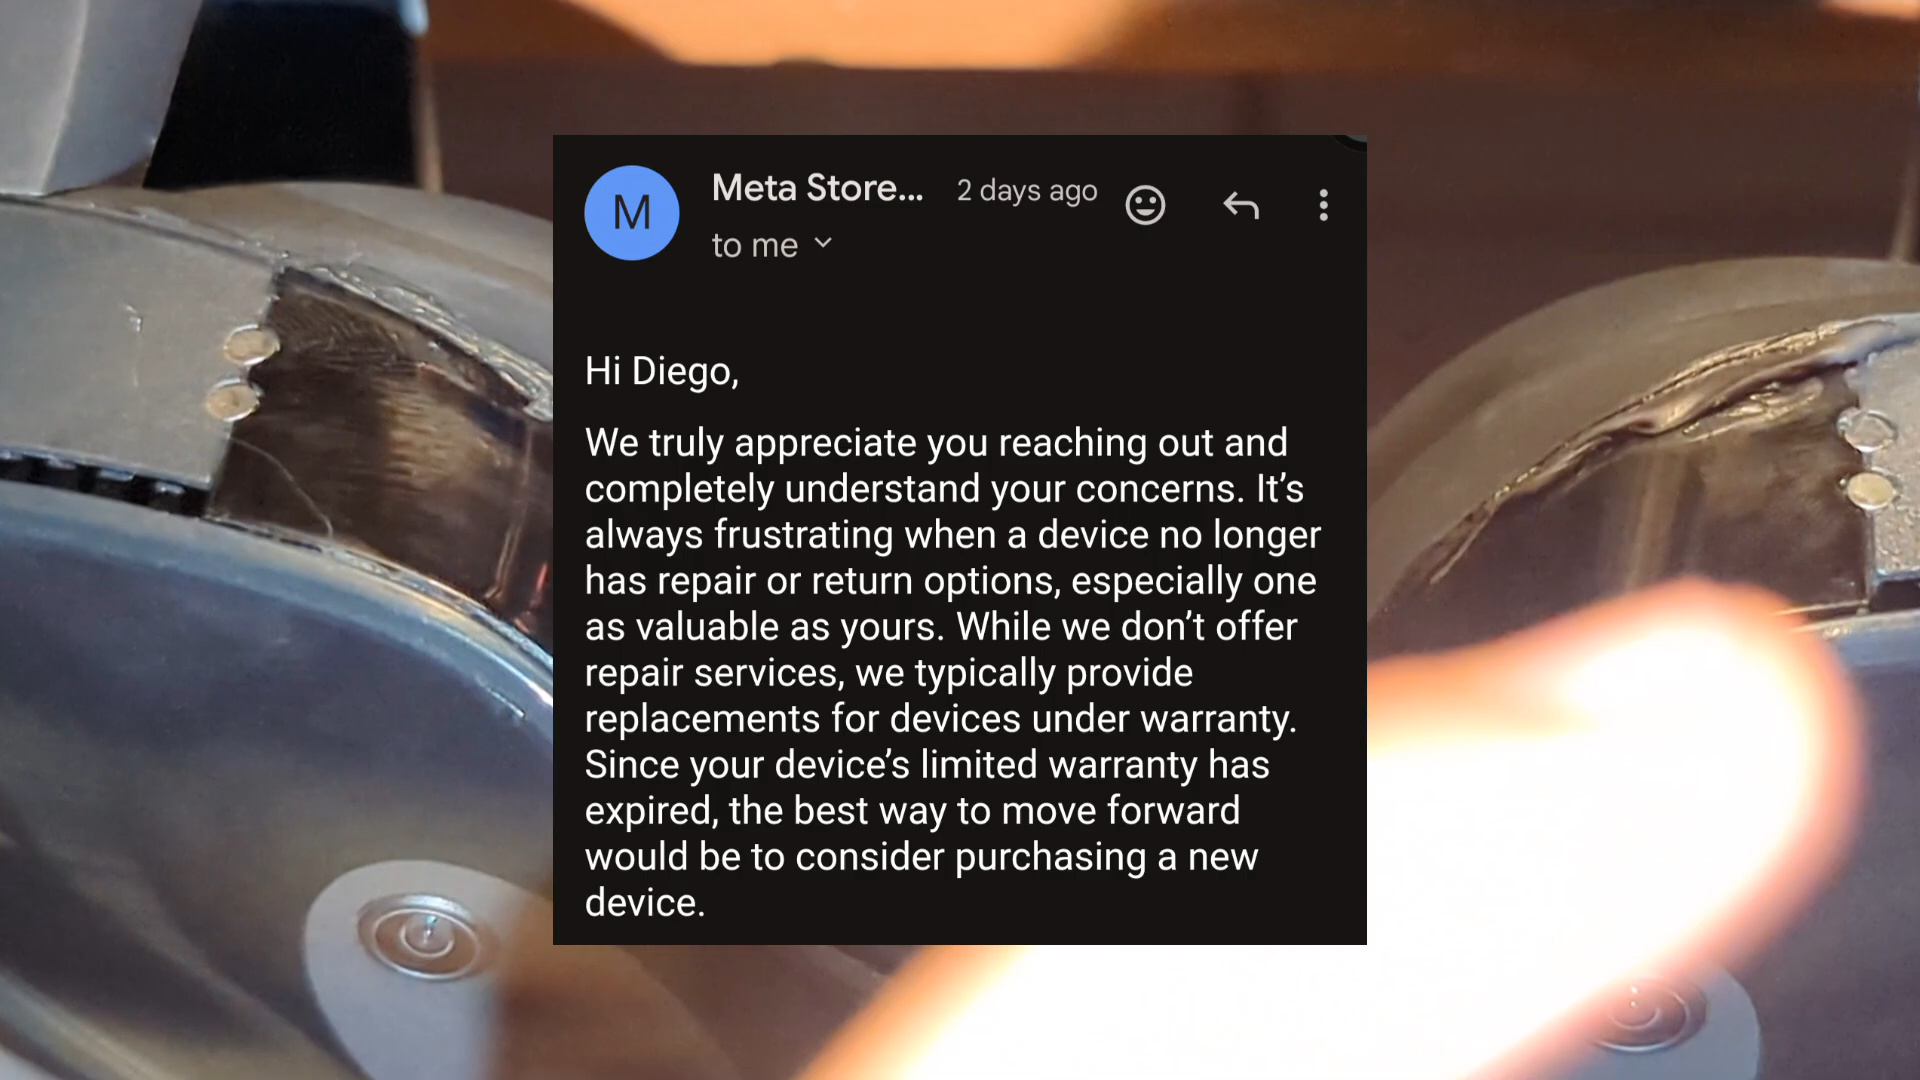 M
Meta Store... 2 days ago
to me
Hi Diego,
We truly appreciate you reaching out and
completely understand your concerns. It’s
always frustrating when a device no longer
has repair or return options, especially one
as valuable as yours. While we don’t offer
repair services, we typically provide
replacements for devices under warranty.
Since your device’s limited warranty has
expired, the best way to move forward
would be to consider purchasing a new
device.